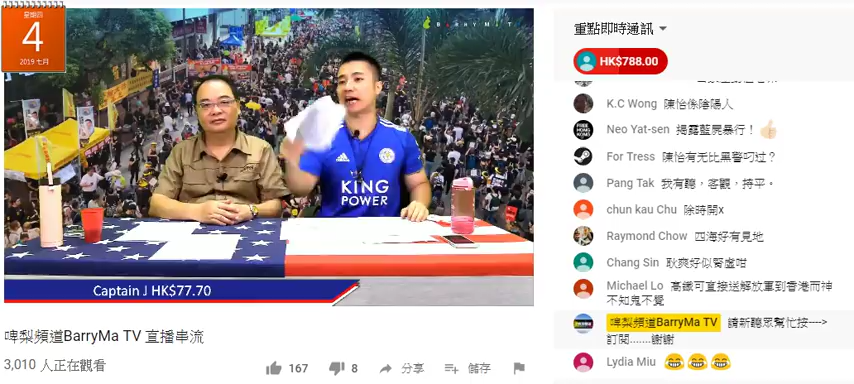 星期四
4
2019 七月
BARRYMA TV
KING
POWER
Captain J HK$77.70
啤梨頻道BarryMa TV 直播串流
3,010 人正在觀看
167
8
分享
儲存
重點即時通訊
HK$788.00
K.C Wong 陳怡係陰陽人
Neo Yat-sen 揭露藍屍暴行！
For Tress 陳怡有无比黑警叼过？
Pang Tak 我有聽，客觀，持平。
chun kau Chu 除時開x
Raymond Chow 四海好有見地
Chang Sin 耿爽好似腎虛咁
Michael Lo 高鐵可直接送解放軍到香港而神
不知鬼不覺
啤梨頻道BarryMa TV 請新聽眾幫忙按---->
訂閱.......謝謝
Lydia Miu 😂 😂 😂